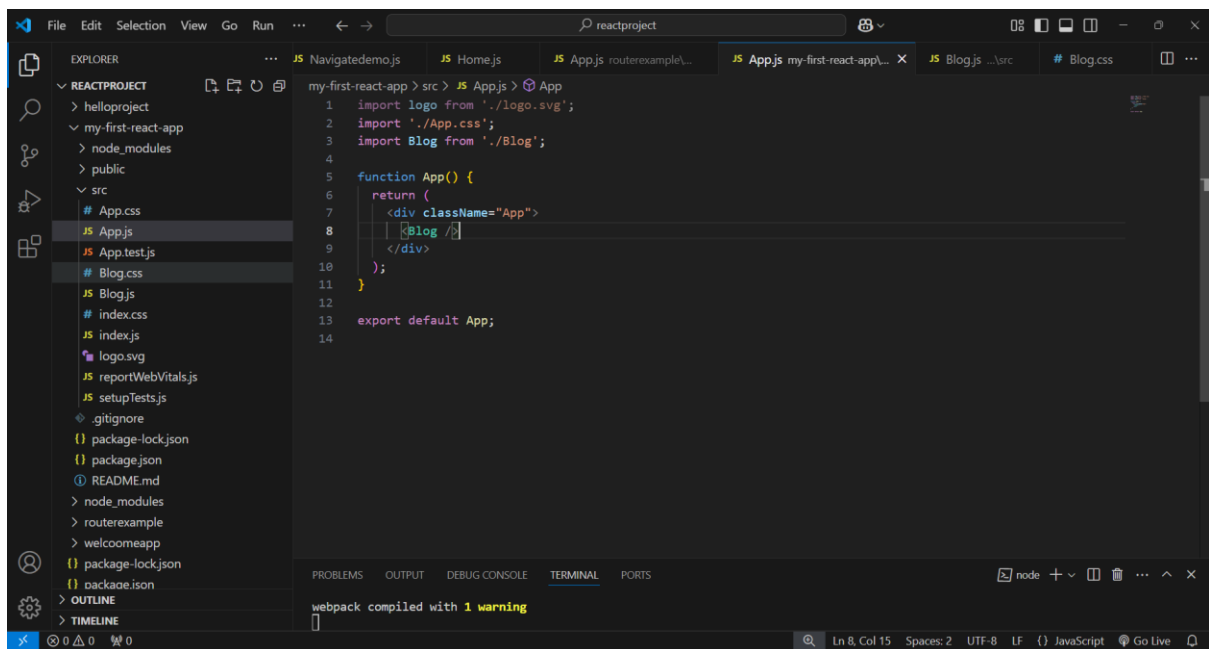 File Edit Selection View Go Run ··· reactproject
EXPLORER ···
REACTPROJECT
helloproject
my-first-react-app
node_modules
public
src
# App.css
JS App.js
JS App.test.js
# Blog.css
JS Blog.js
# index.css
JS index.js
logo.svg
JS reportWebVitals.js
JS setupTests.js
.gitignore
{} package-lock.json
{} package.json
README.md
node_modules
routerexample
welcoomeapp
{} package-lock.json
{} package.json
OUTLINE
TIMELINE
JS Navigatedemo.js JS Home.js JS App.js routerexample\... JS App.js my-first-react-app\... JS Blog.js ...\src # Blog.css ···
my-first-react-app > src > JS App.js > App
1 import logo from './logo.svg';
2 import './App.css';
3 import Blog from './Blog';
4
5 function App() {
6 return (
7 <div className="App">
8 <Blog />
9 </div>
10 );
11 }
12
13 export default App;
14
PROBLEMS OUTPUT DEBUG CONSOLE TERMINAL PORTS node ···
webpack compiled with 1 warning
0 0 0 Ln 8, Col 15 Spaces: 2 UTF-8 LF {} JavaScript Go Live